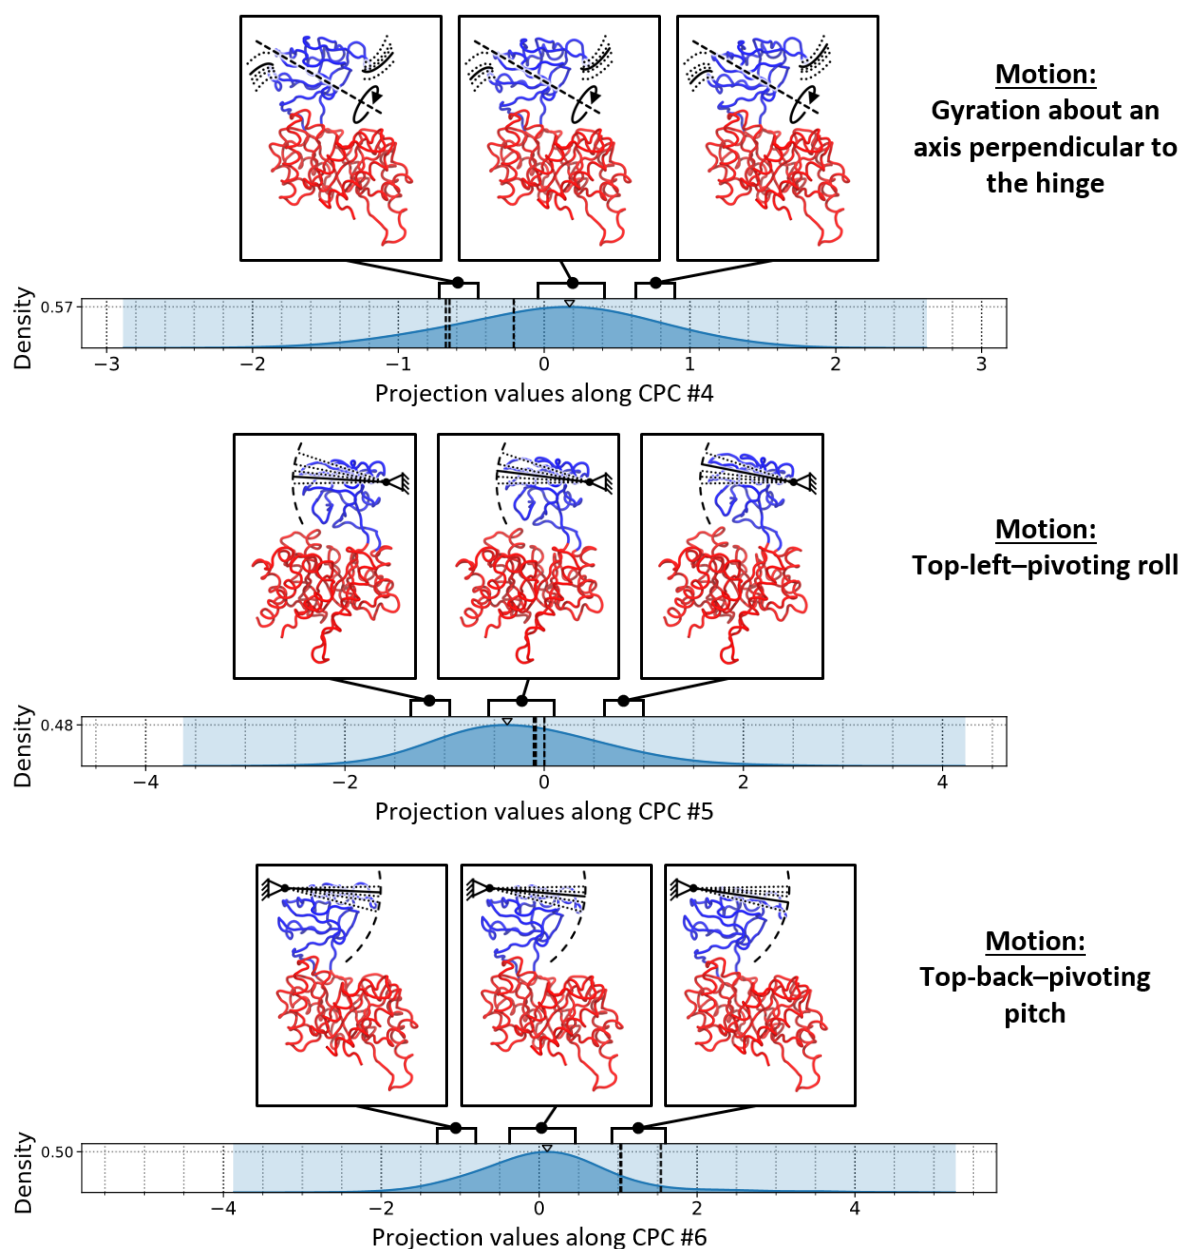 Motion:
Gyration about an
axis perpendicular to
the hinge
Density
0.57
−3 −2 −1 0 1 2 3
Projection values along CPC #4
Motion:
Top-left–pivoting roll
Density
0.48
−4 −2 0 2 4
Projection values along CPC #5
Motion:
Top-back–pivoting
pitch
Density
0.50
−4 −2 0 2 4
Projection values along CPC #6